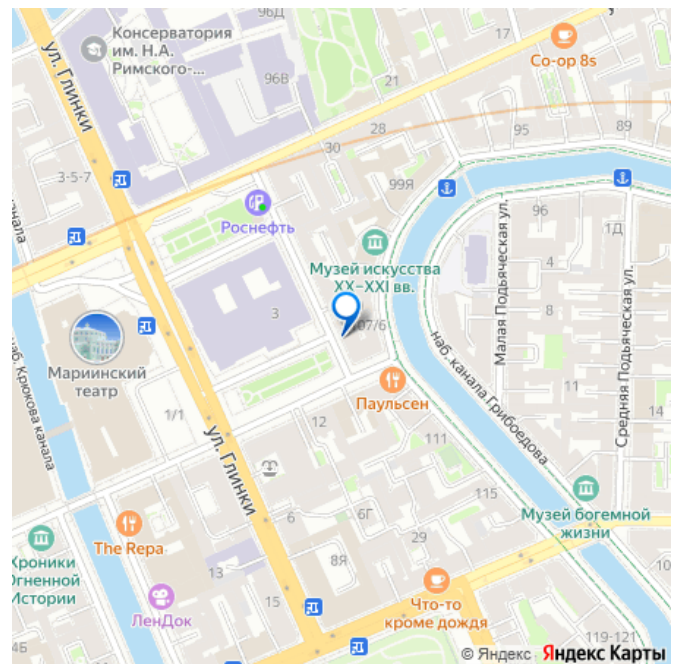 96Д
17
Консерватория
им. Н.А.
Римского-...
Co-op 8s
ул. Глинки
96В
21
28
95
89
30
3-5-7
99Я
Роснефть
96
1Д
канала
Музей искусства
XX–XXI вв.
4
Малая Подьяческая ул.
Средняя Подьяческая ул.
3
8
107/6
наб. канала Грибоедова
Мариинский
театр
наб. Крюкова канала
11
Паульсен
14
1/1
12
111
ул. Глинки
115
6
6Г
Музей богемной
жизни
The Repa
29
Хроники
Огненной
Истории
8Я
13
10
ЛенДок
15
Что-то
кроме дождя
4Б
119-121
© Яндекс Яндекс Карты